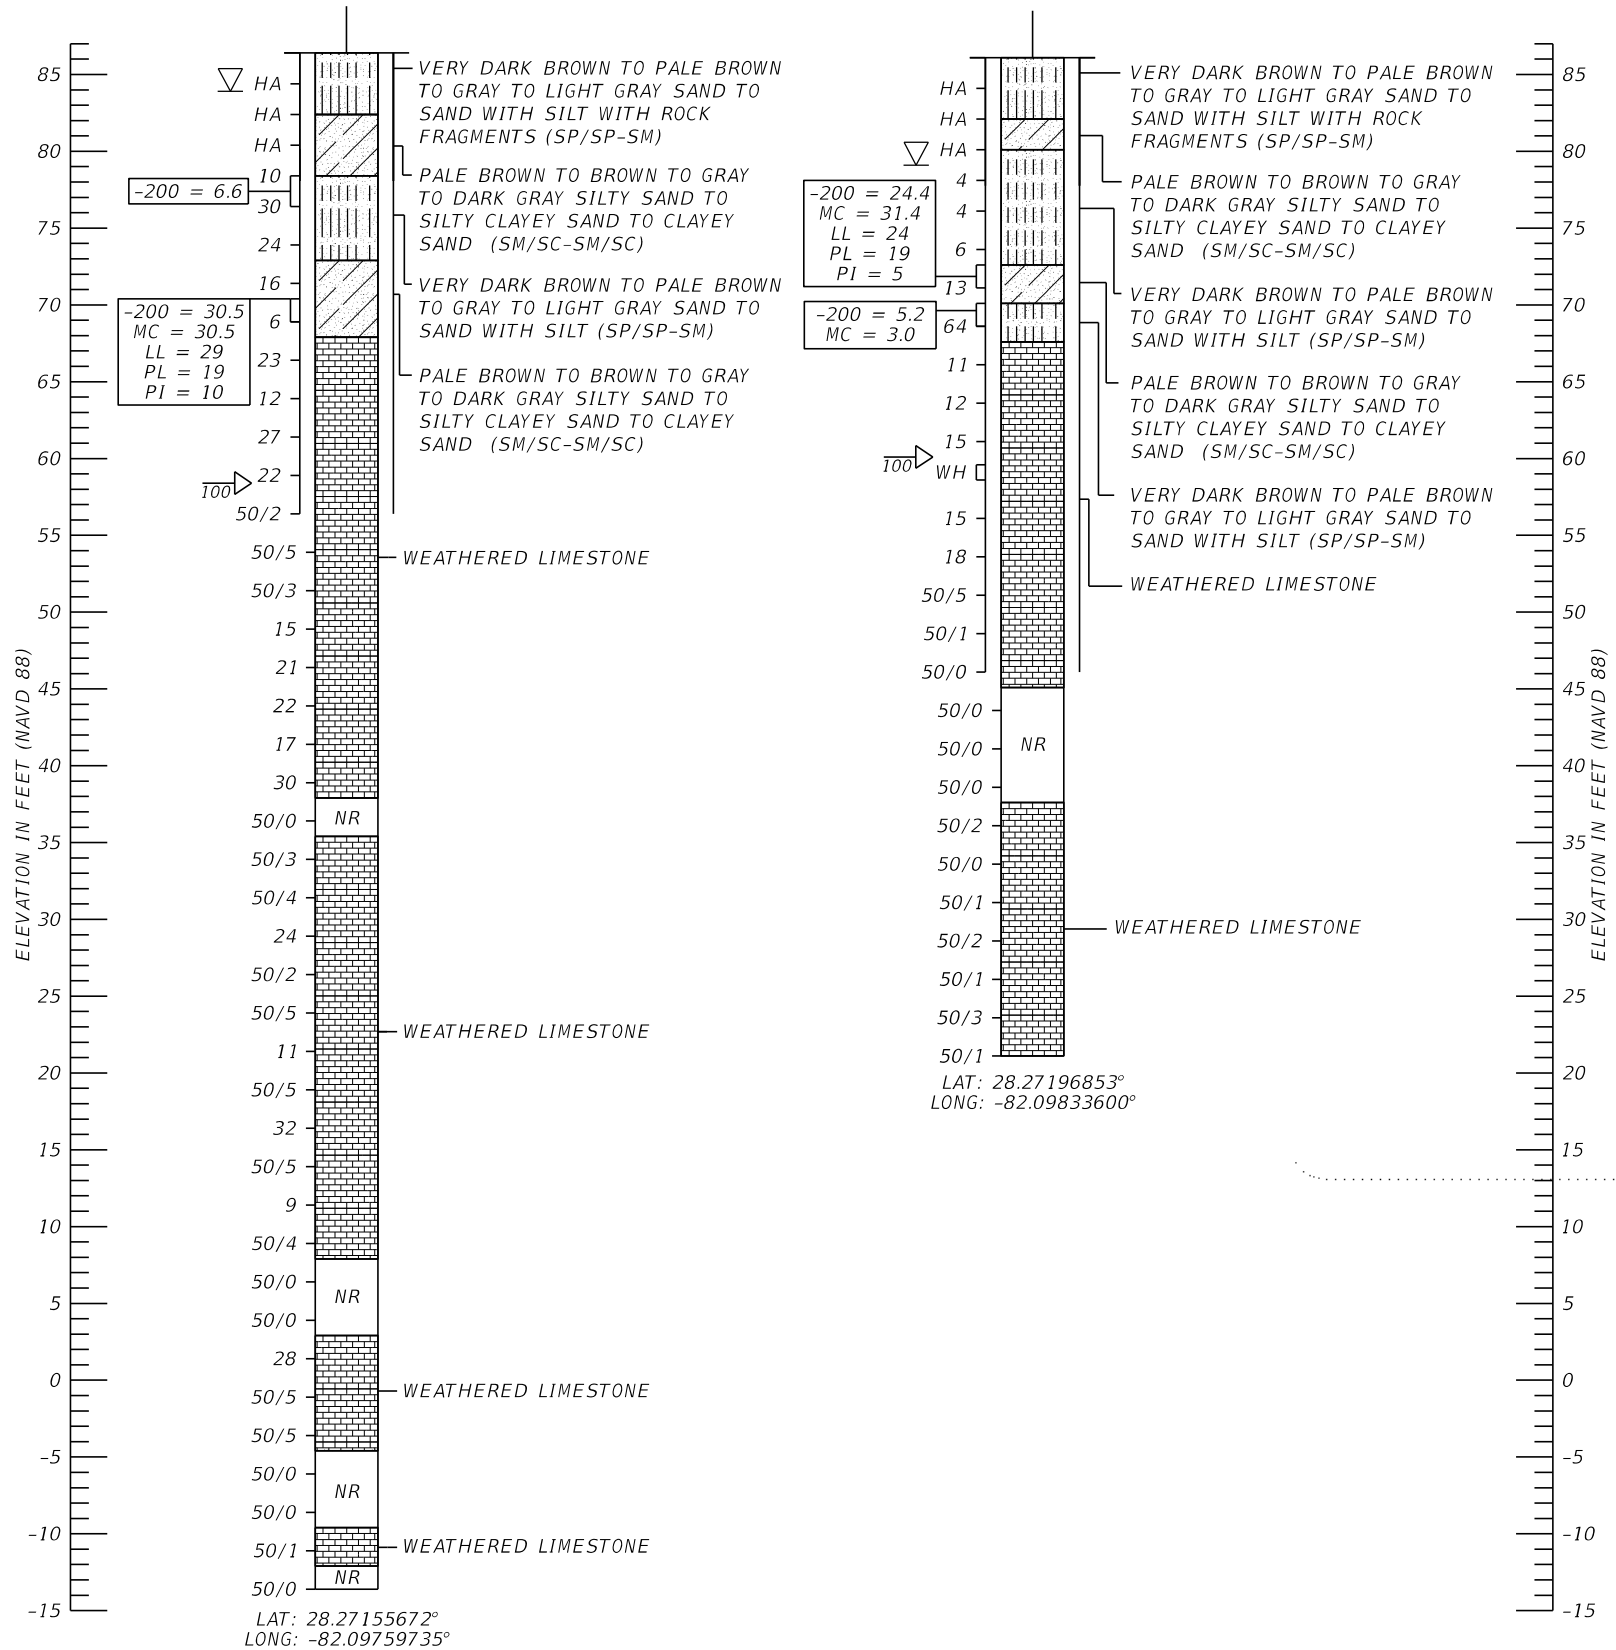 85
80
75
70
65
60
55
50
45
40
35
30
25
20
15
10
5
0
-5
-10
-15
ELEVATION IN FEET (NAVD 88)
HA
HA
HA
10
30
24
16
6
23
12
27
22
50/2
50/5
50/3
15
21
22
17
30
50/0
50/3
50/4
24
50/2
50/5
11
50/5
32
50/5
9
50/4
50/0
50/0
28
50/5
50/5
50/0
50/0
50/1
50/0
-200 = 6.6
-200 = 30.5
MC = 30.5
LL = 29
PL = 19
PI = 10
100
NR
NR
NR
NR
VERY DARK BROWN TO PALE BROWN
TO GRAY TO LIGHT GRAY SAND TO
SAND WITH SILT WITH ROCK
FRAGMENTS (SP/SP-SM)
PALE BROWN TO BROWN TO GRAY
TO DARK GRAY SILTY SAND TO
SILTY CLAYEY SAND TO CLAYEY
SAND (SM/SC-SM/SC)
VERY DARK BROWN TO PALE BROWN
TO GRAY TO LIGHT GRAY SAND TO
SAND WITH SILT (SP/SP-SM)
PALE BROWN TO BROWN TO GRAY
TO DARK GRAY SILTY SAND TO
SILTY CLAYEY SAND TO CLAYEY
SAND (SM/SC-SM/SC)
WEATHERED LIMESTONE
WEATHERED LIMESTONE
WEATHERED LIMESTONE
WEATHERED LIMESTONE
LAT: 28.27155672°
LONG: -82.09759735°
HA
HA
HA
4
4
6
13
64
11
12
15
WH
15
18
50/5
50/1
50/0
50/0
50/0
50/0
50/2
50/0
50/1
50/2
50/1
50/3
50/1
-200 = 24.4
MC = 31.4
LL = 24
PL = 19
PI = 5
-200 = 5.2
MC = 3.0
100
NR
VERY DARK BROWN TO PALE BROWN
TO GRAY TO LIGHT GRAY SAND TO
SAND WITH SILT WITH ROCK
FRAGMENTS (SP/SP-SM)
PALE BROWN TO BROWN TO GRAY
TO DARK GRAY SILTY SAND TO
SILTY CLAYEY SAND TO CLAYEY
SAND (SM/SC-SM/SC)
VERY DARK BROWN TO PALE BROWN
TO GRAY TO LIGHT GRAY SAND TO
SAND WITH SILT (SP/SP-SM)
PALE BROWN TO BROWN TO GRAY
TO DARK GRAY SILTY SAND TO
SILTY CLAYEY SAND TO CLAYEY
SAND (SM/SC-SM/SC)
VERY DARK BROWN TO PALE BROWN
TO GRAY TO LIGHT GRAY SAND TO
SAND WITH SILT (SP/SP-SM)
WEATHERED LIMESTONE
WEATHERED LIMESTONE
LAT: 28.27196853°
LONG: -82.09833600°
85
80
75
70
65
60
55
50
45
40
35
30
25
20
15
10
5
0
-5
-10
-15
ELEVATION IN FEET (NAVD 88)